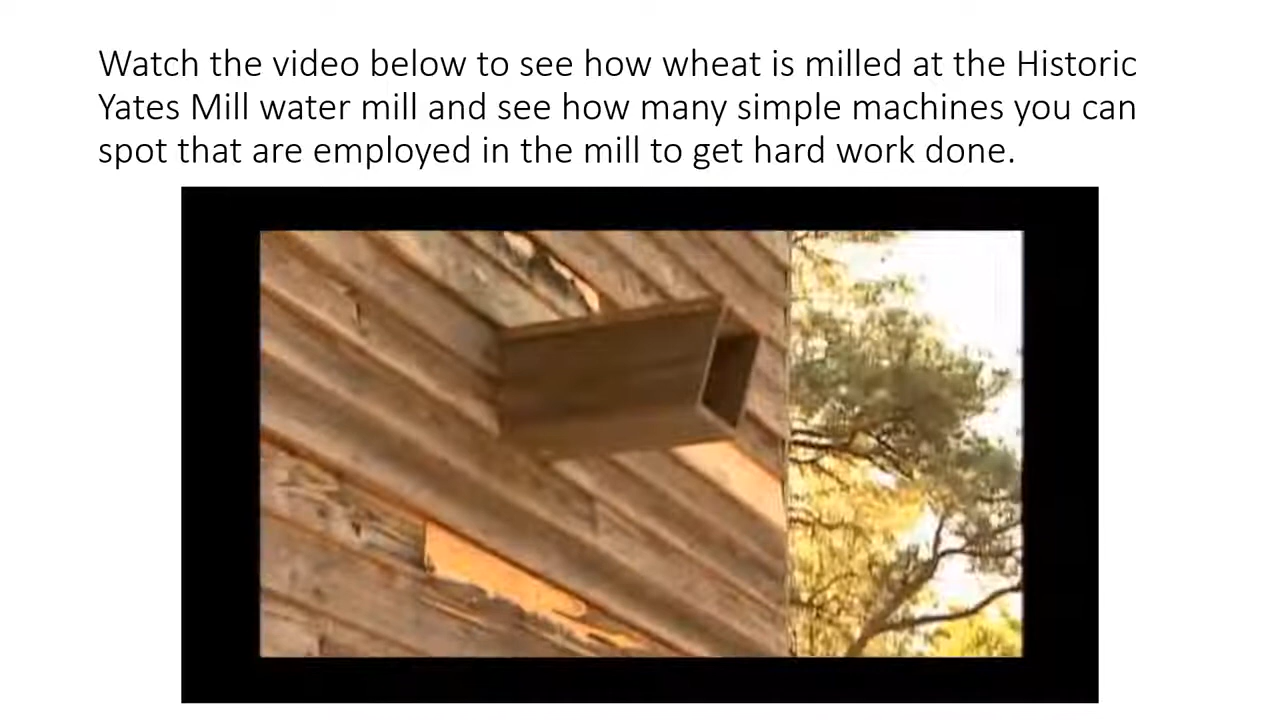 Watch the video below to see how wheat is milled at the Historic
Yates Mill water mill and see how many simple machines you can
spot that are employed in the mill to get hard work done.